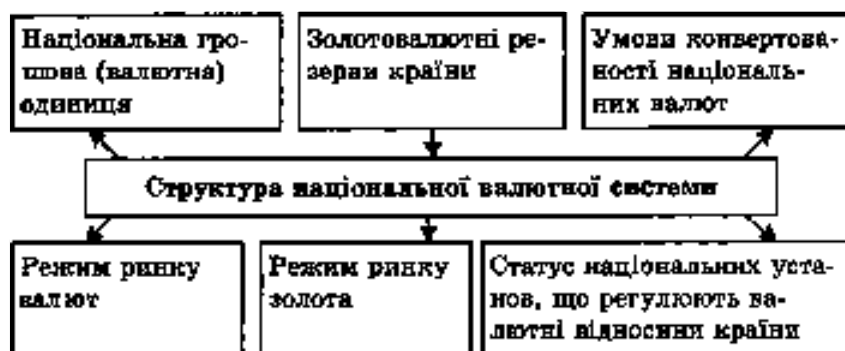 Національна гро-
шова (валютна)
одиниця
Золотовалютні ре-
зерви країни
Умови конвертова-
ності національ-
них валют
Структура національної валютної системи
Режим ринку
валют
Режим ринку
золота
Статус національних уста-
нов, що регулюють ва-
лютні відносини країни